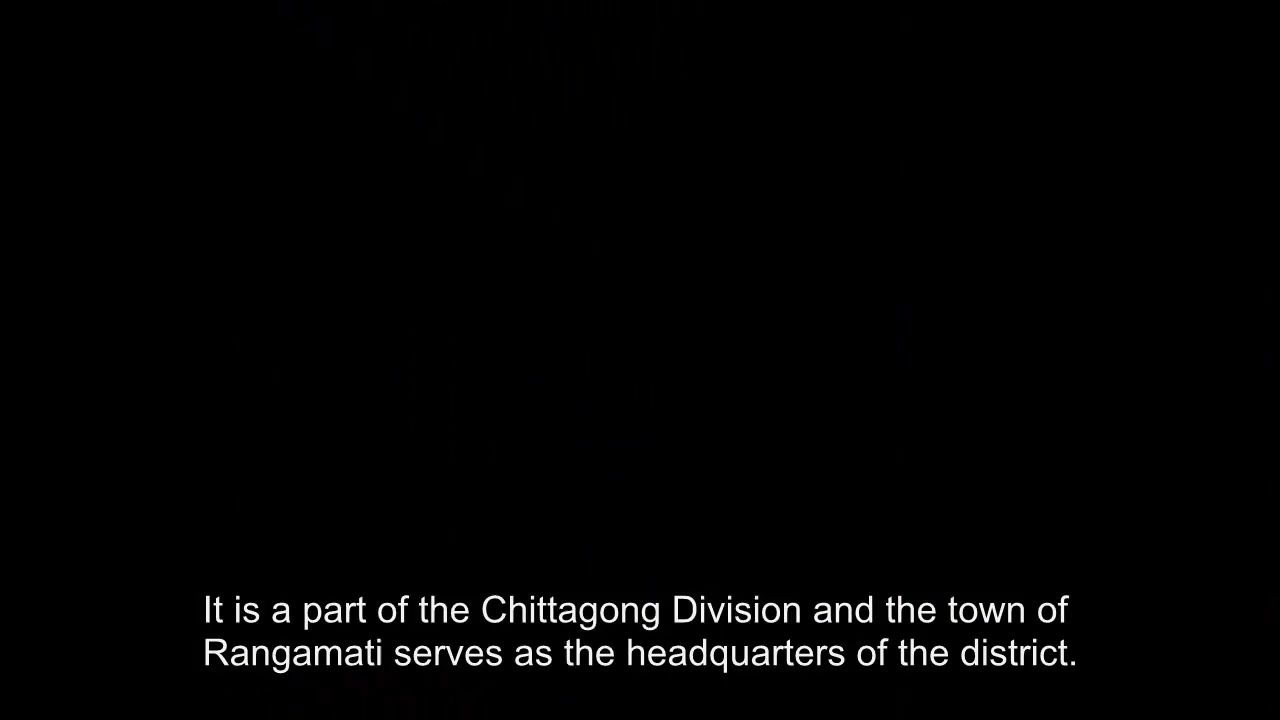 It is a part of the Chittagong Division and the town of
Rangamati serves as the headquarters of the district.